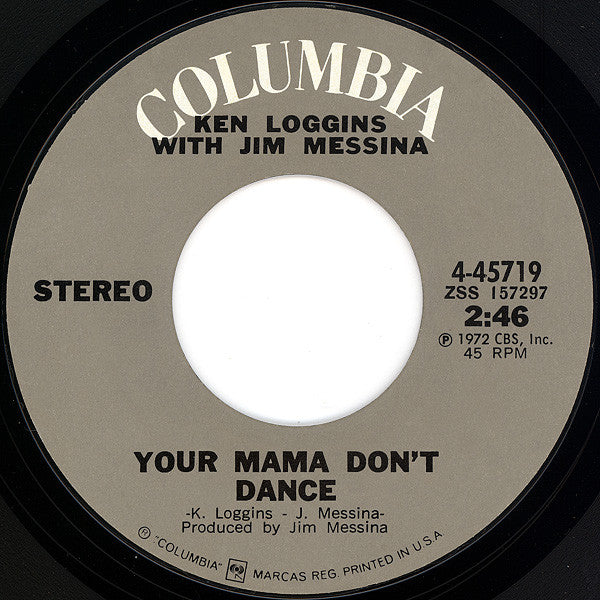 COLUMBIA
KEN LOGGINS
WITH JIM MESSINA
STEREO
4-45719
ZSS 157297
2:46
Ⓟ 1972 CBS, Inc.
45 RPM
YOUR MAMA DON'T
DANCE
-K. Loggins - J. Messina-
Produced by Jim Messina
® "COLUMBIA" MARCAS REG. PRINTED IN U.S.A.